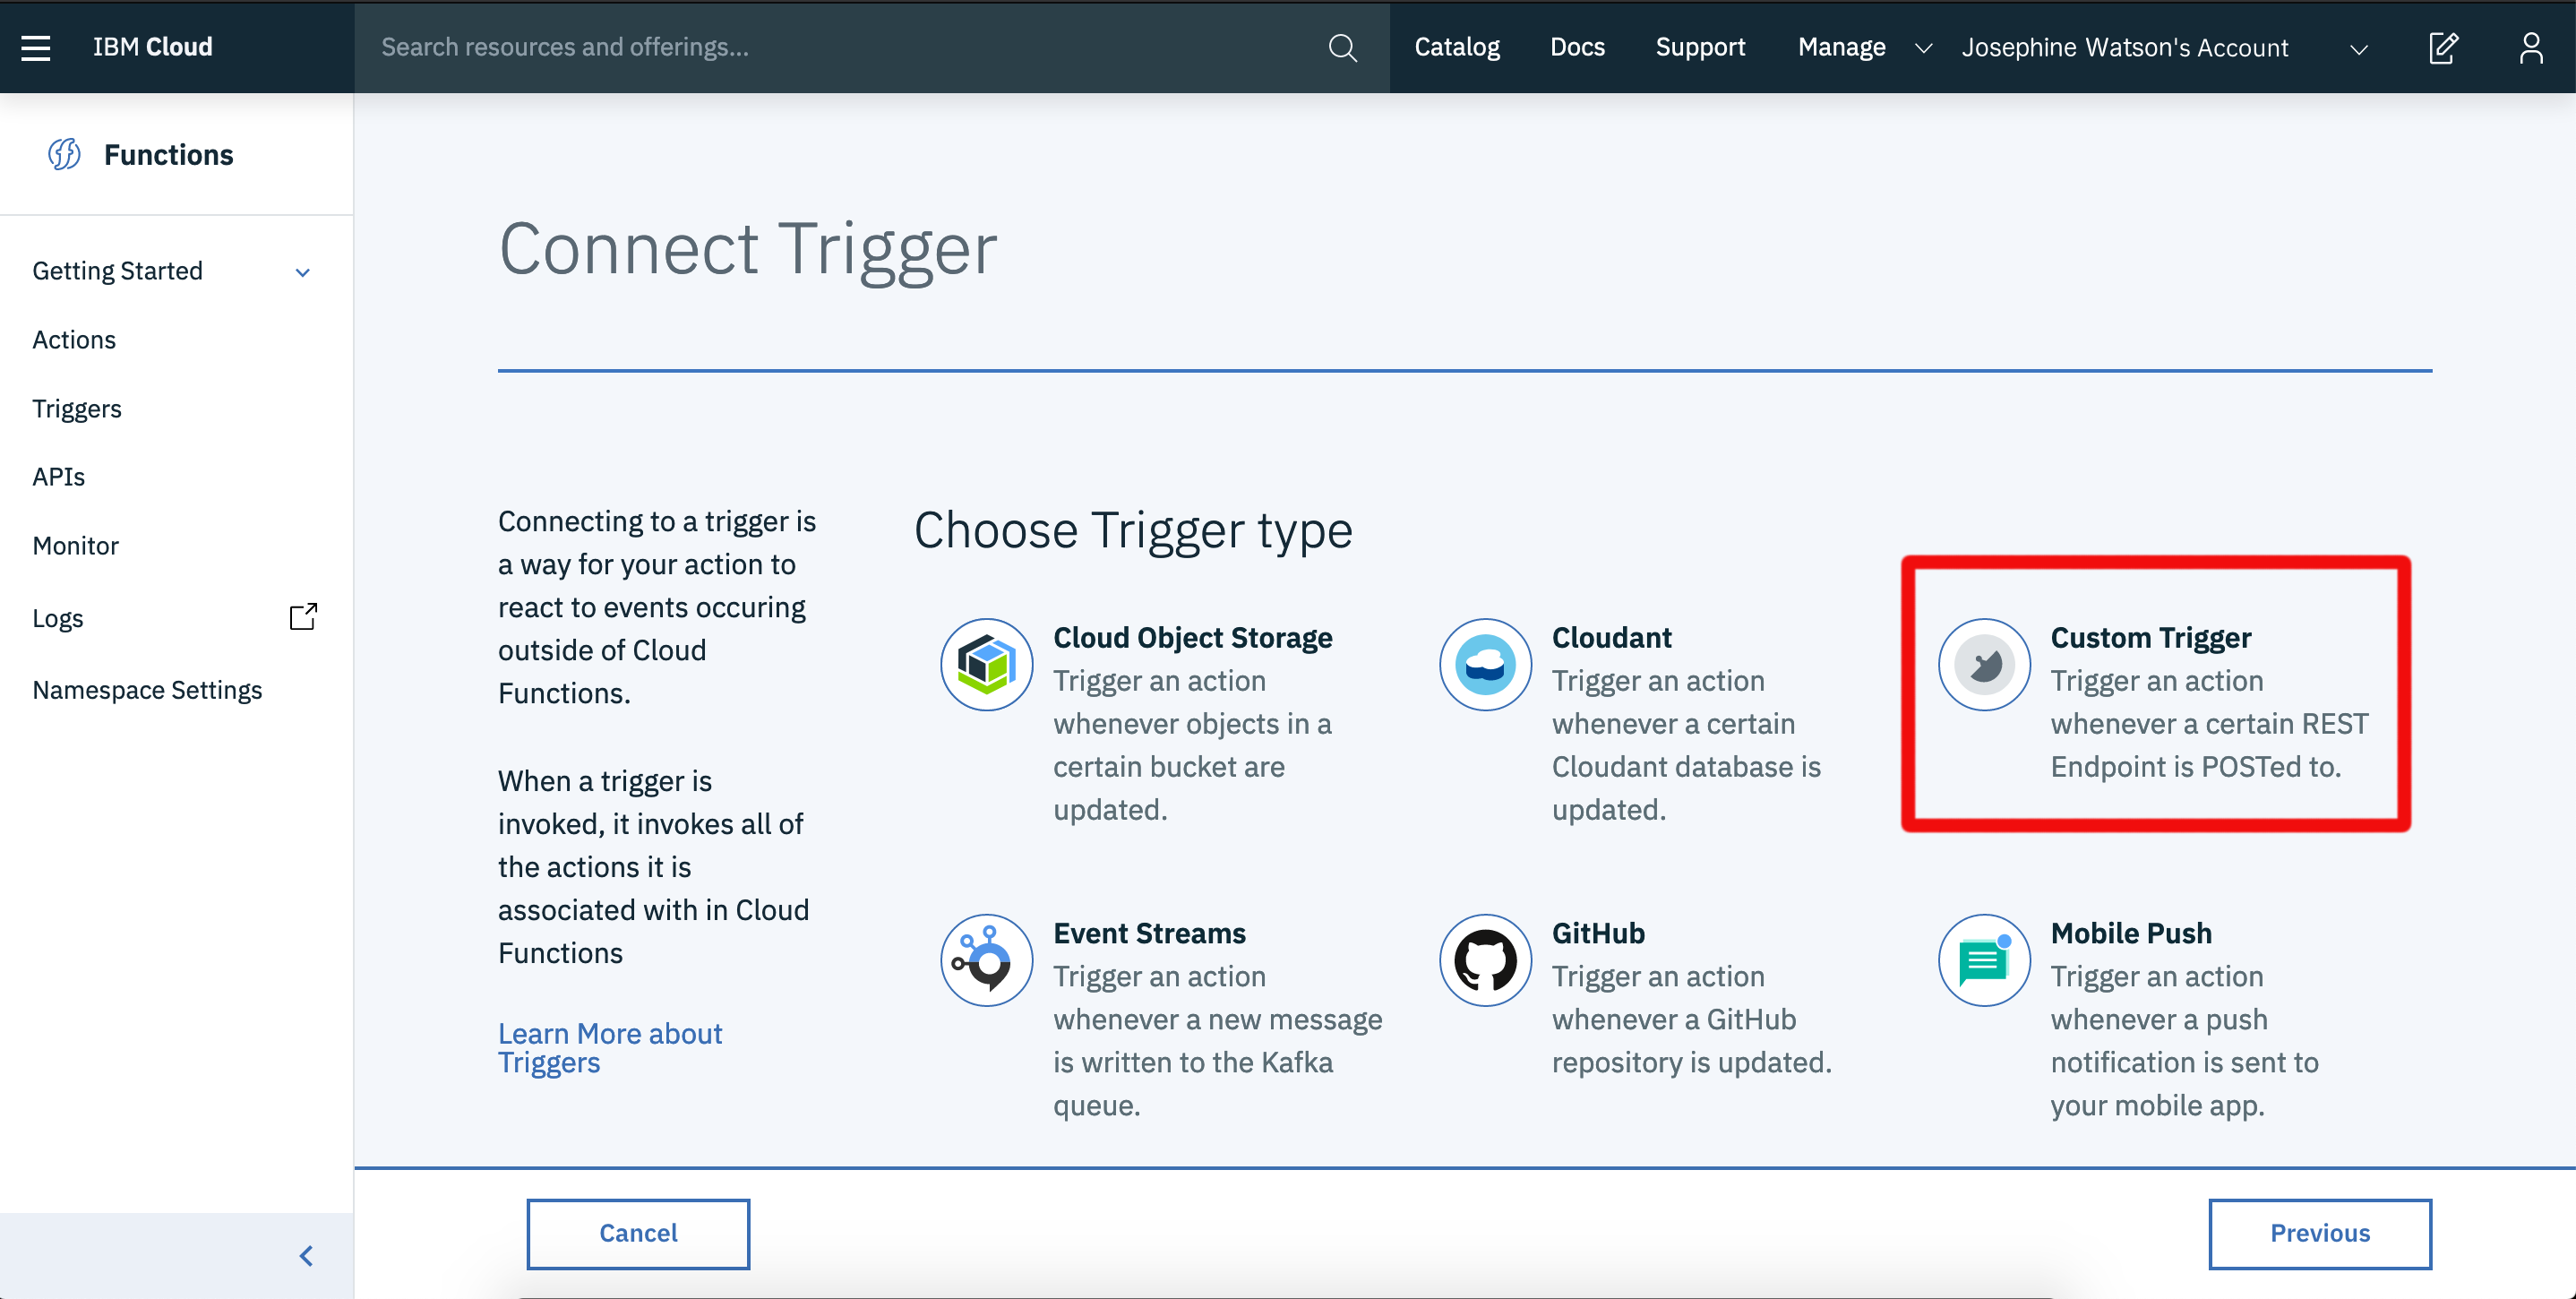 IBM Cloud
Search resources and offerings...
Catalog
Docs
Support
Manage
Josephine Watson's Account
Functions
Getting Started
Actions
Triggers
APIs
Monitor
Logs
Namespace Settings
Connect Trigger
Connecting to a trigger is
a way for your action to
react to events occuring
outside of Cloud
Functions.
When a trigger is
invoked, it invokes all of
the actions it is
associated with in Cloud
Functions
Learn More about
Triggers
Choose Trigger type
Cloud Object Storage
Trigger an action
whenever objects in a
certain bucket are
updated.
Cloudant
Trigger an action
whenever a certain
Cloudant database is
updated.
Custom Trigger
Trigger an action
whenever a certain REST
Endpoint is POSTed to.
Event Streams
Trigger an action
whenever a new message
is written to the Kafka
queue.
GitHub
Trigger an action
whenever a GitHub
repository is updated.
Mobile Push
Trigger an action
whenever a push
notification is sent to
your mobile app.
Cancel
Previous